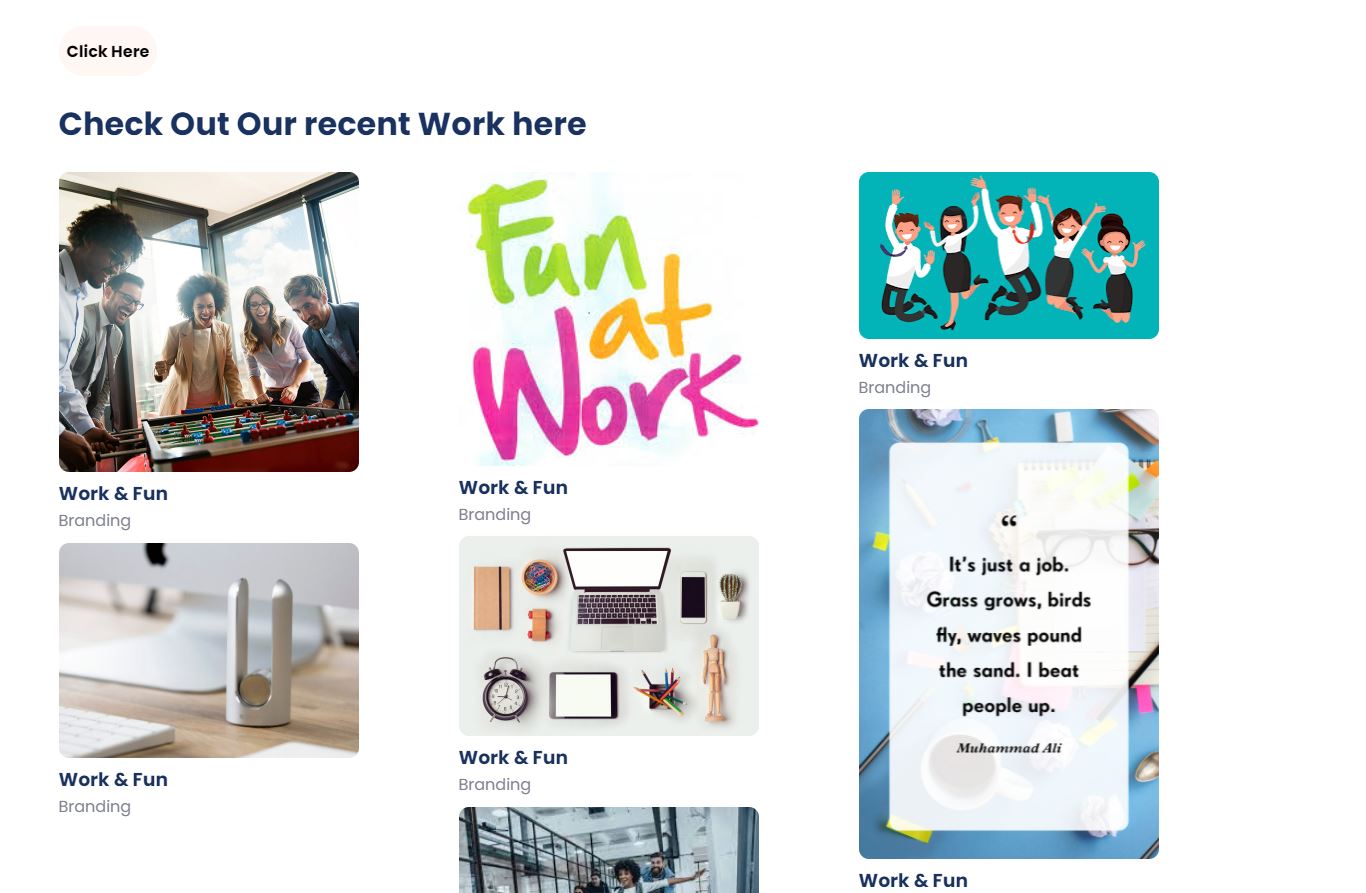 Click Here
Check Out Our recent Work here
Work & Fun
Branding
Work & Fun
Branding
Fun
at
Work
Work & Fun
Branding
Work & Fun
Branding
Work & Fun
Branding
“
It's just a job.
Grass grows, birds
fly, waves pound
the sand. I beat
people up.
Muhammad Ali
Work & Fun